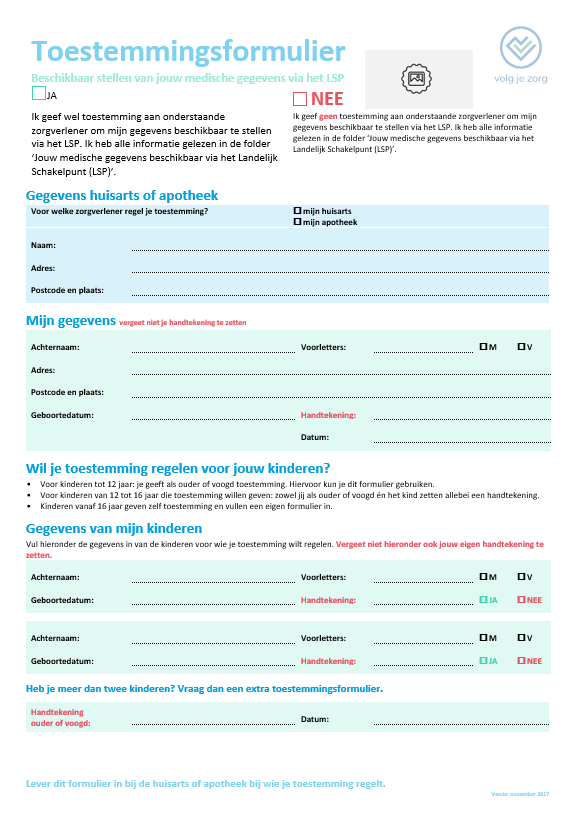 Toestemmingsformulier
Beschikbaar stellen van jouw medische gegevens via het LSP
volg je zorg
JA
Ik geef wel toestemming aan onderstaande
zorgverlener om mijn gegevens beschikbaar te stellen
via het LSP. Ik heb alle informatie gelezen in de folder
‘Jouw medische gegevens beschikbaar via het Landelijk
Schakelpunt (LSP)’.
NEE
Ik geef geen toestemming aan onderstaande zorgverlener om mijn
gegevens beschikbaar te stellen via het LSP. Ik heb alle informatie
gelezen in de folder ‘Jouw medische gegevens beschikbaar via het
Landelijk Schakelpunt (LSP)’.
Gegevens huisarts of apotheek
Voor welke zorgverlener regel je toestemming?
mijn huisarts
mijn apotheek
Naam:
Adres:
Postcode en plaats:
Mijn gegevens vergeet niet je handtekening te zetten
Achternaam: Voorletters: M V
Adres:
Postcode en plaats:
Geboortedatum: Handtekening:
Datum:
Wil je toestemming regelen voor jouw kinderen?
• Voor kinderen tot 12 jaar: je geeft als ouder of voogd toestemming. Hiervoor kun je dit formulier gebruiken.
• Voor kinderen van 12 tot 16 jaar die toestemming willen geven: zowel jij als ouder of voogd én het kind zetten allebei een handtekening.
• Kinderen vanaf 16 jaar geven zelf toestemming en vullen een eigen formulier in.
Gegevens van mijn kinderen
Vul hieronder de gegevens in van de kinderen voor wie je toestemming wilt regelen. Vergeet niet hieronder ook jouw eigen handtekening te
zetten.
Achternaam: Voorletters: M V
Geboortedatum: Handtekening: JA NEE
Achternaam: Voorletters: M V
Geboortedatum: Handtekening: JA NEE
Heb je meer dan twee kinderen? Vraag dan een extra toestemmingsformulier.
Handtekening
ouder of voogd: Datum:
Lever dit formulier in bij de huisarts of apotheek bij wie je toestemming regelt.
Versie: november 2017